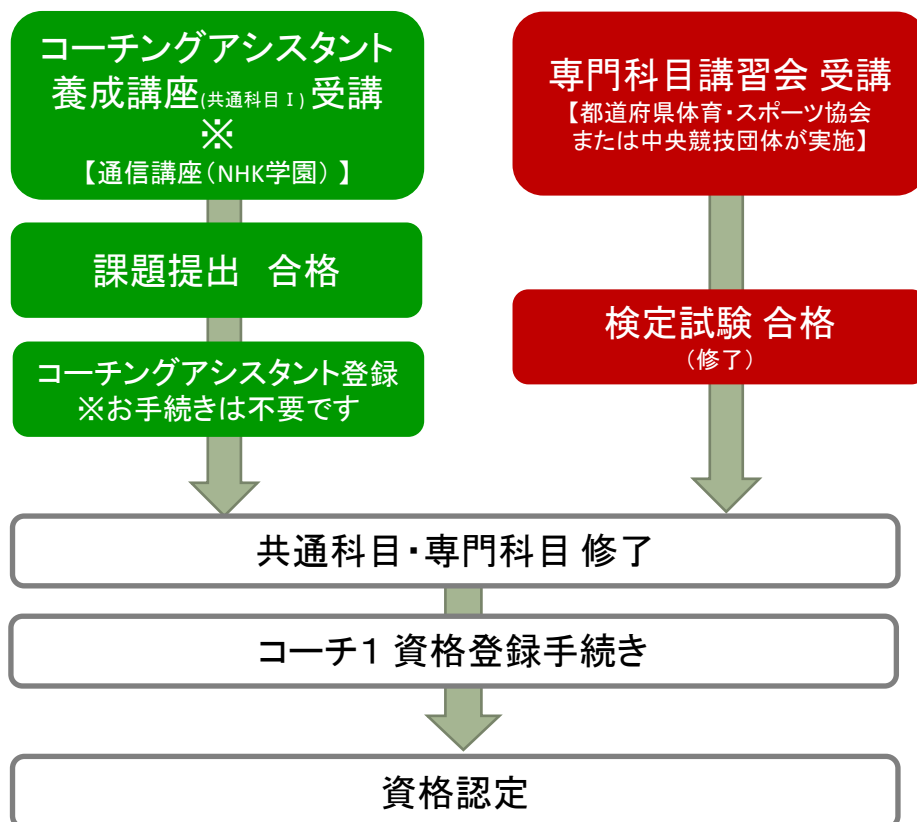 コーチングアシスタント
養成講座(共通科目Ⅰ)受講
※
【通信講座（NHK学園）】
課題提出　合格
コーチングアシスタント登録
※お手続きは不要です
専門科目講習会 受講
【都道府県体育・スポーツ協会
または中央競技団体が実施】
検定試験 合格
（修了）
共通科目・専門科目 修了
コーチ１ 資格登録手続き
資格認定